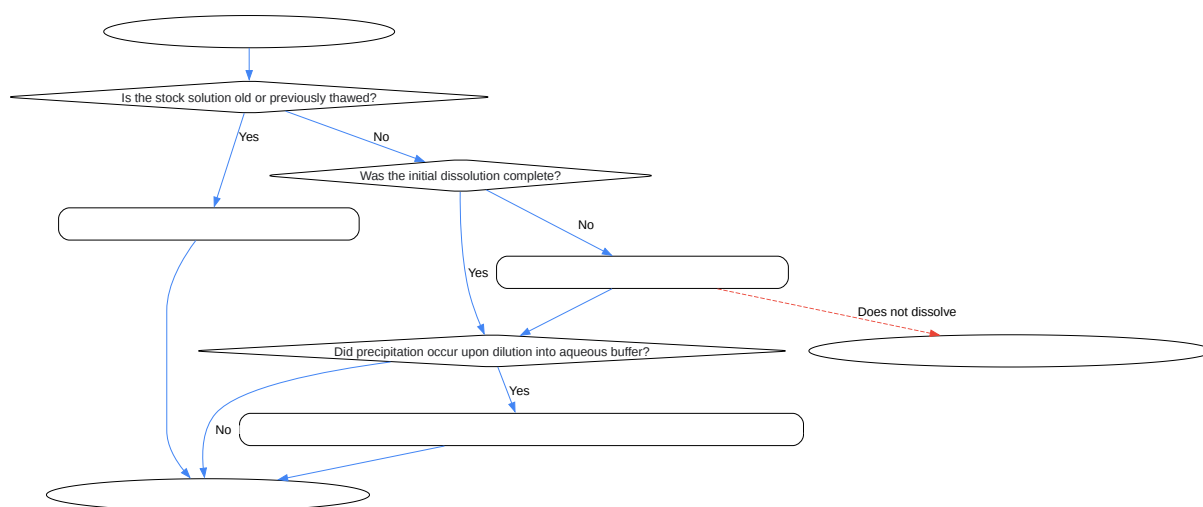 Is the stock solution old or previously thawed?
Yes
No
Was the initial dissolution complete?
No
Yes
Does not dissolve
Did precipitation occur upon dilution into aqueous buffer?
Yes
No